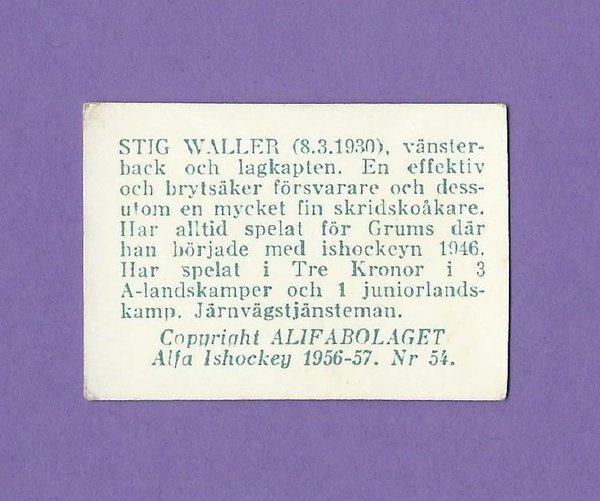 STIG WALLER (8.3.1930), vänster-
back och lagkapten. En effektiv
och brytsäker försvarare och dess-
utom en mycket fin skridskoåkare.
Har alltid spelat för Grums där
han började med ishockeyn 1946.
Har spelat i Tre Kronor i 3
A-landskamper och 1 juniorlands-
kamp. Järnvägstjänsteman.
Copyright ALIFABOLAGET
Alfa Ishockey 1956-57. Nr 54.